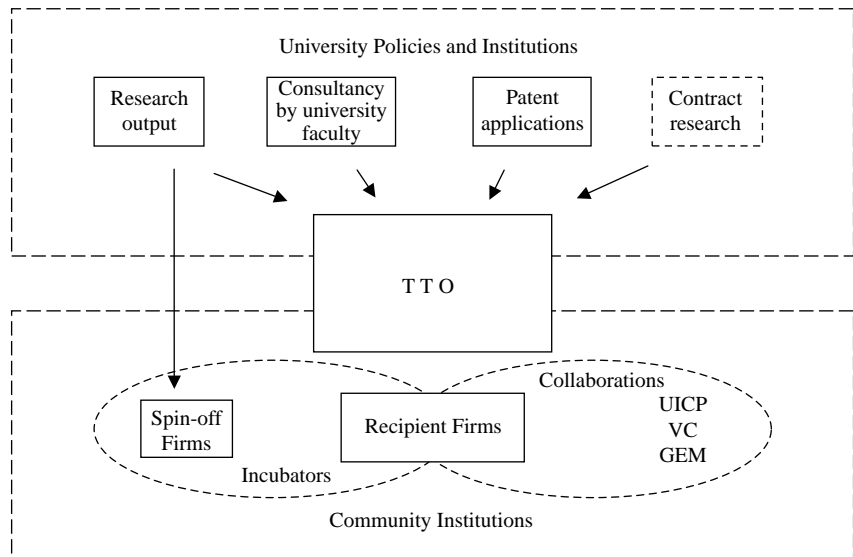 University Policies and Institutions
Research
output
Consultancy
by university
faculty
Patent
applications
Contract
research
T T O
Collaborations
UICP
VC
GEM
Spin-off
Firms
Recipient Firms
Incubators
Community Institutions